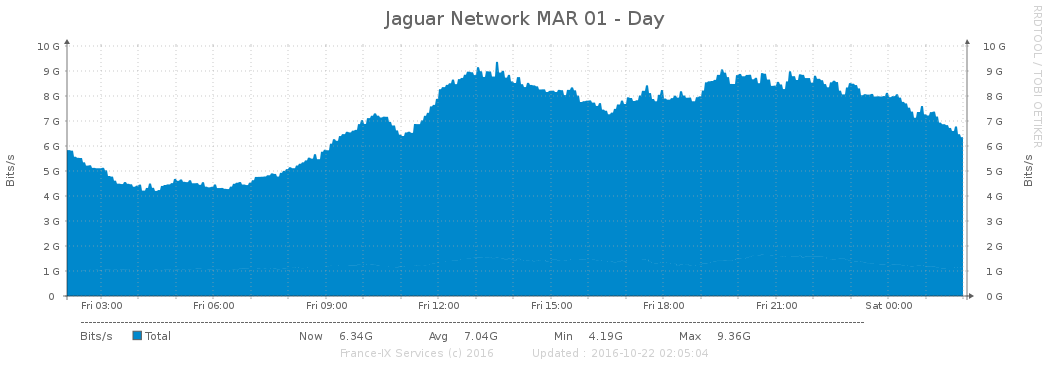 Jaguar Network MAR 01 - Day
RRDTOOL / TOBI OETIKER
Bits/s
10 G
9 G
8 G
7 G
6 G
5 G
4 G
3 G
2 G
1 G
0
10 G
9 G
8 G
7 G
6 G
5 G
4 G
3 G
2 G
1 G
0 G
Bits/s
Fri 03:00 Fri 06:00 Fri 09:00 Fri 12:00 Fri 15:00 Fri 18:00 Fri 21:00 Sat 00:00
Bits/s Total Now 6.34G Avg 7.04G Min 4.19G Max 9.36G
France-IX Services (c) 2016 Updated : 2016-10-22 02:05:04